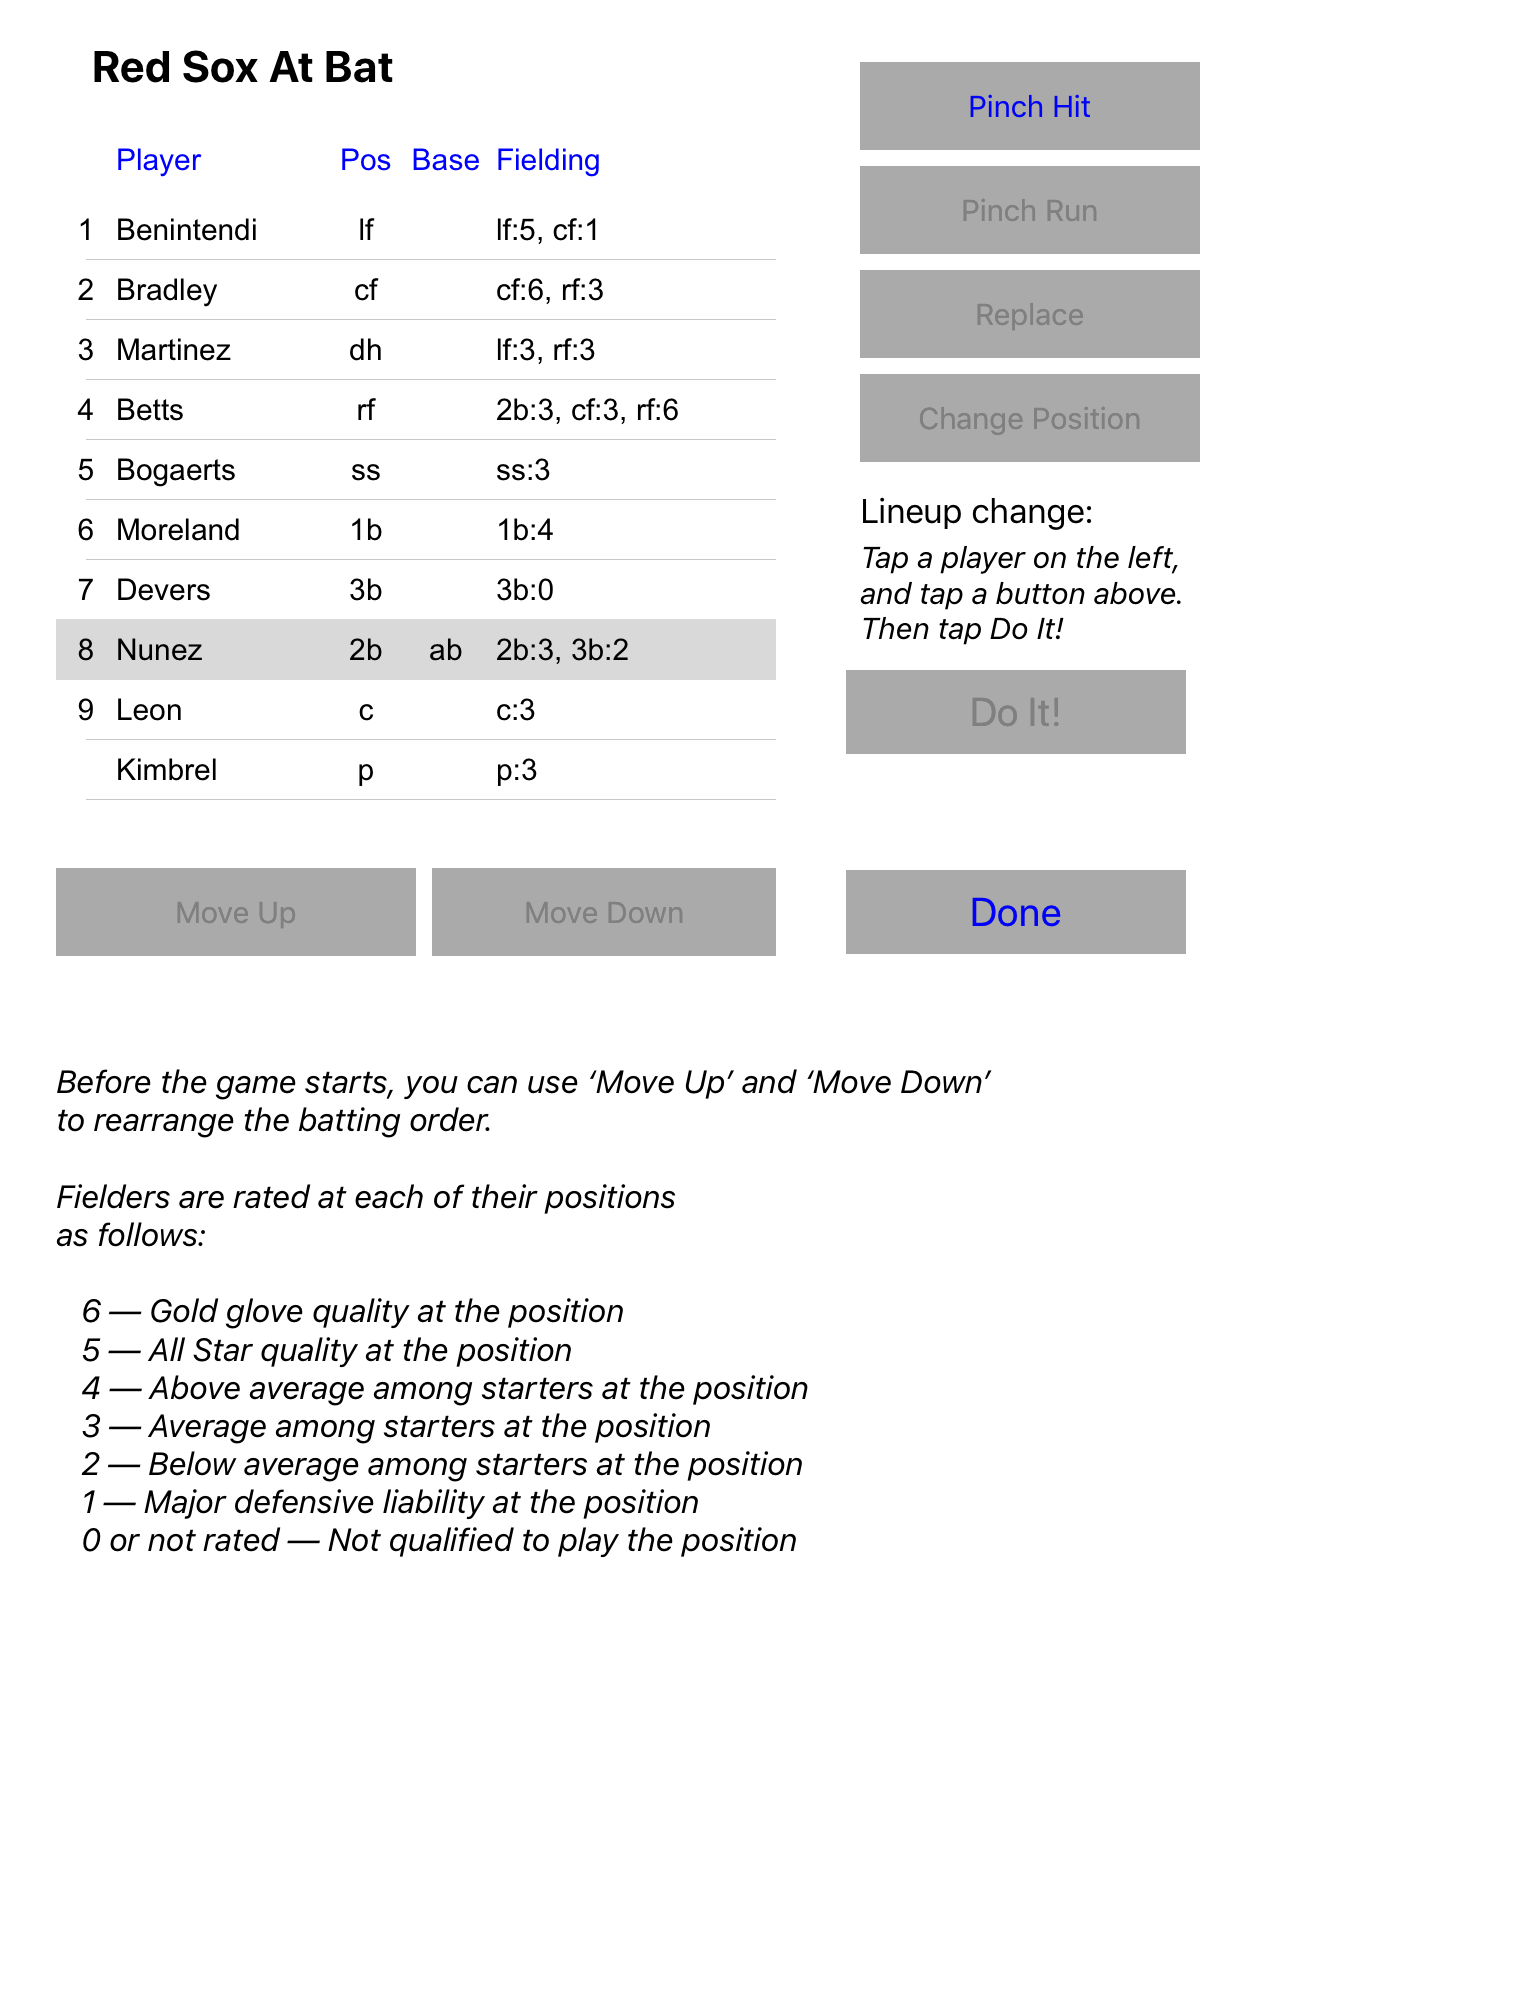 Red Sox At Bat
Player Pos Base Fielding
1 Benintendi lf lf:5, cf:1
2 Bradley cf cf:6, rf:3
3 Martinez dh lf:3, rf:3
4 Betts rf 2b:3, cf:3, rf:6
5 Bogaerts ss ss:3
6 Moreland 1b 1b:4
7 Devers 3b 3b:0
8 Nunez 2b ab 2b:3, 3b:2
9 Leon c c:3
Kimbrel p p:3
Move Up Move Down
Pinch Hit
Pinch Run
Replace
Change Position
Lineup change:
Tap a player on the left,
and tap a button above.
Then tap Do It!
Do It!
Done
Before the game starts, you can use ‘Move Up’ and ‘Move Down’
to rearrange the batting order.
Fielders are rated at each of their positions
as follows:
6 — Gold glove quality at the position
5 — All Star quality at the position
4 — Above average among starters at the position
3 — Average among starters at the position
2 — Below average among starters at the position
1 — Major defensive liability at the position
0 or not rated — Not qualified to play the position